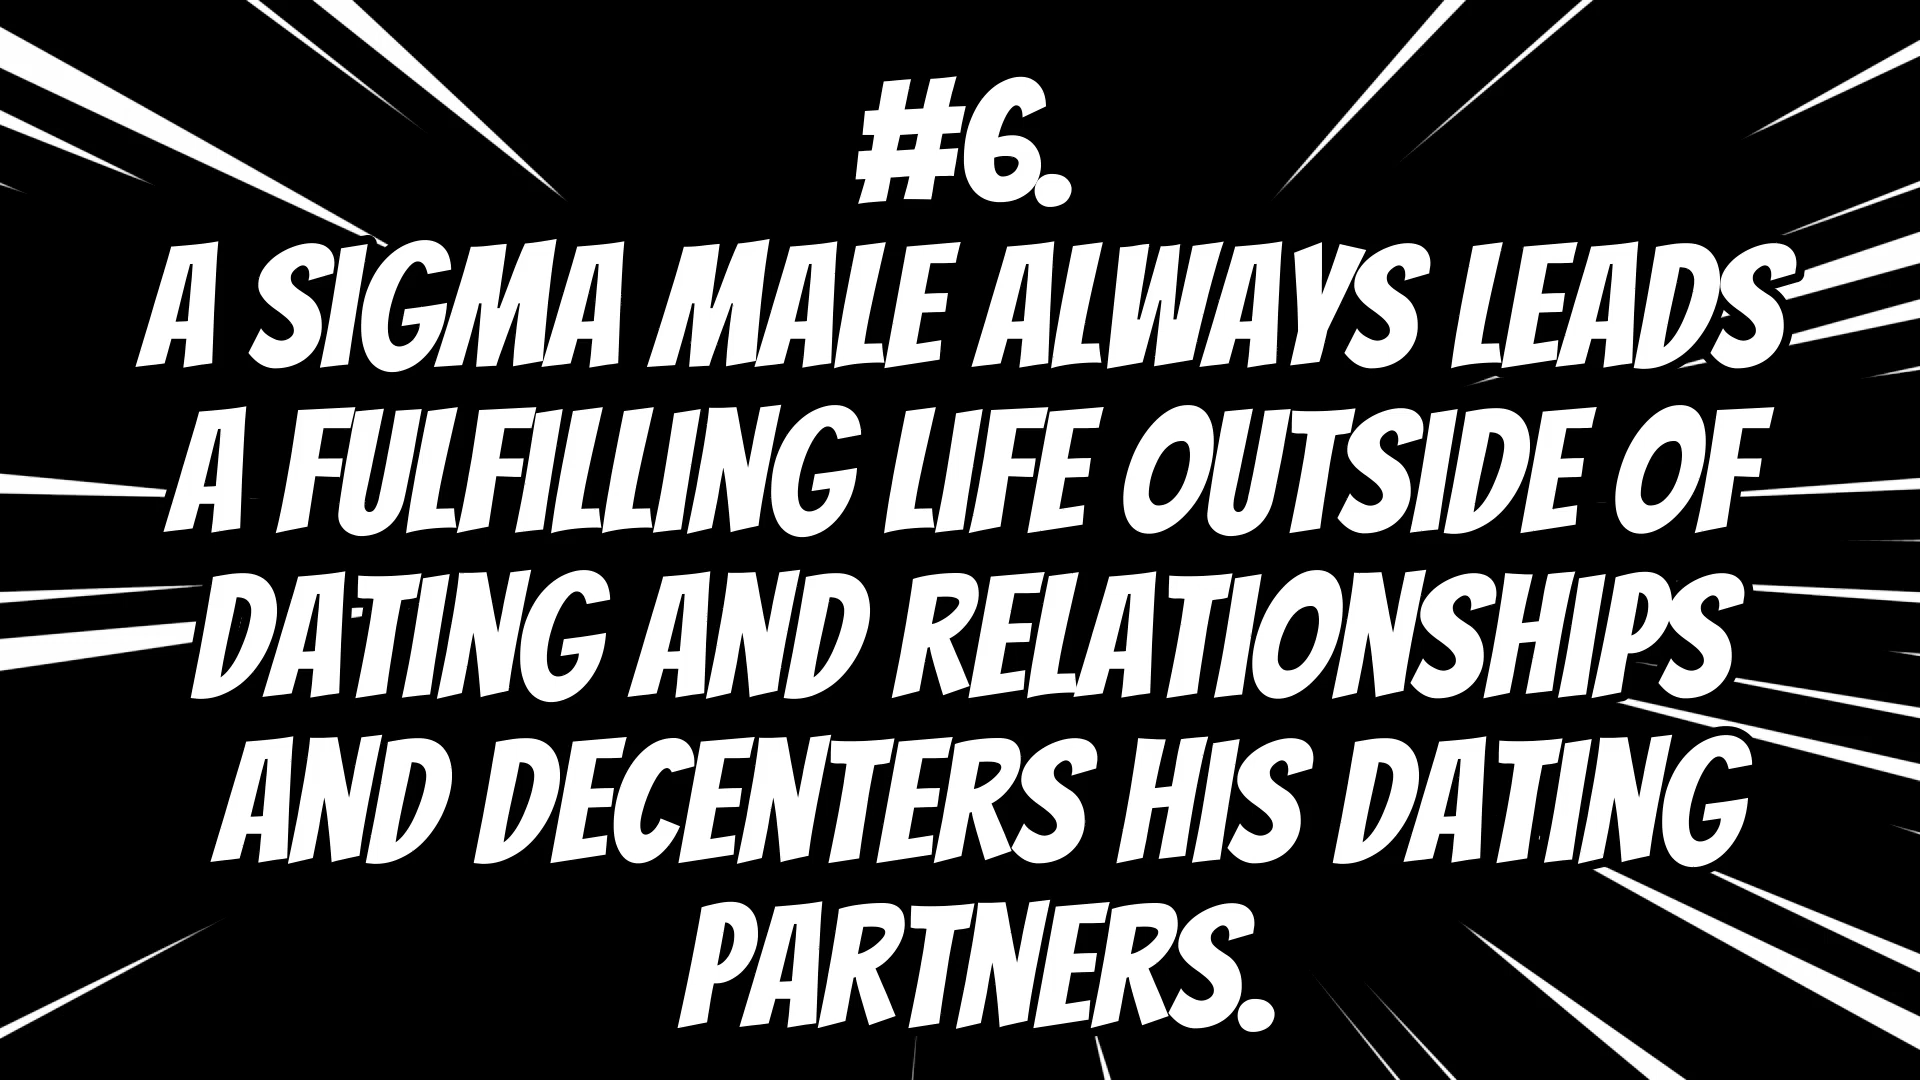 #6.
A SIGMA MALE ALWAYS LEADS
A FULFILLING LIFE OUTSIDE OF
DATING AND RELATIONSHIPS
AND DECENTERS HIS DATING
PARTNERS.